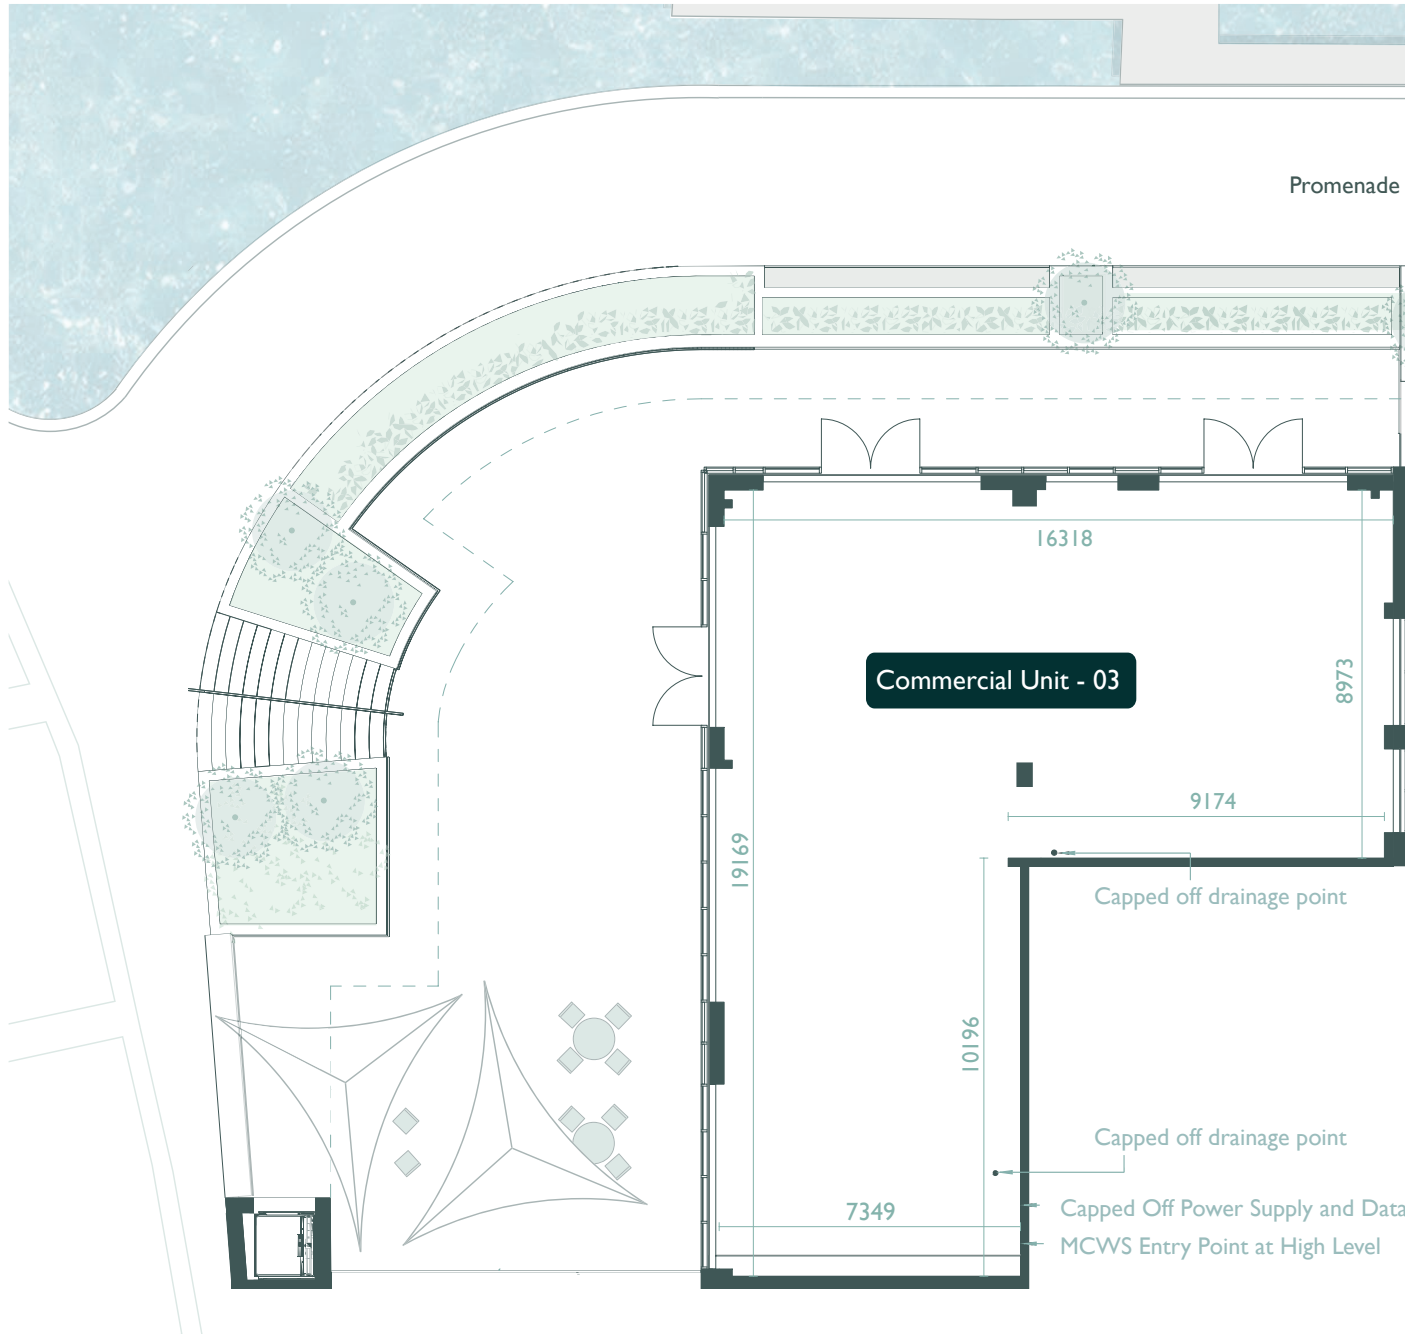 Promenade
16318
Commercial Unit - 03
8973
9174
19169
Capped off drainage point
10196
Capped off drainage point
7349
Capped Off Power Supply and Data
MCWS Entry Point at High Level